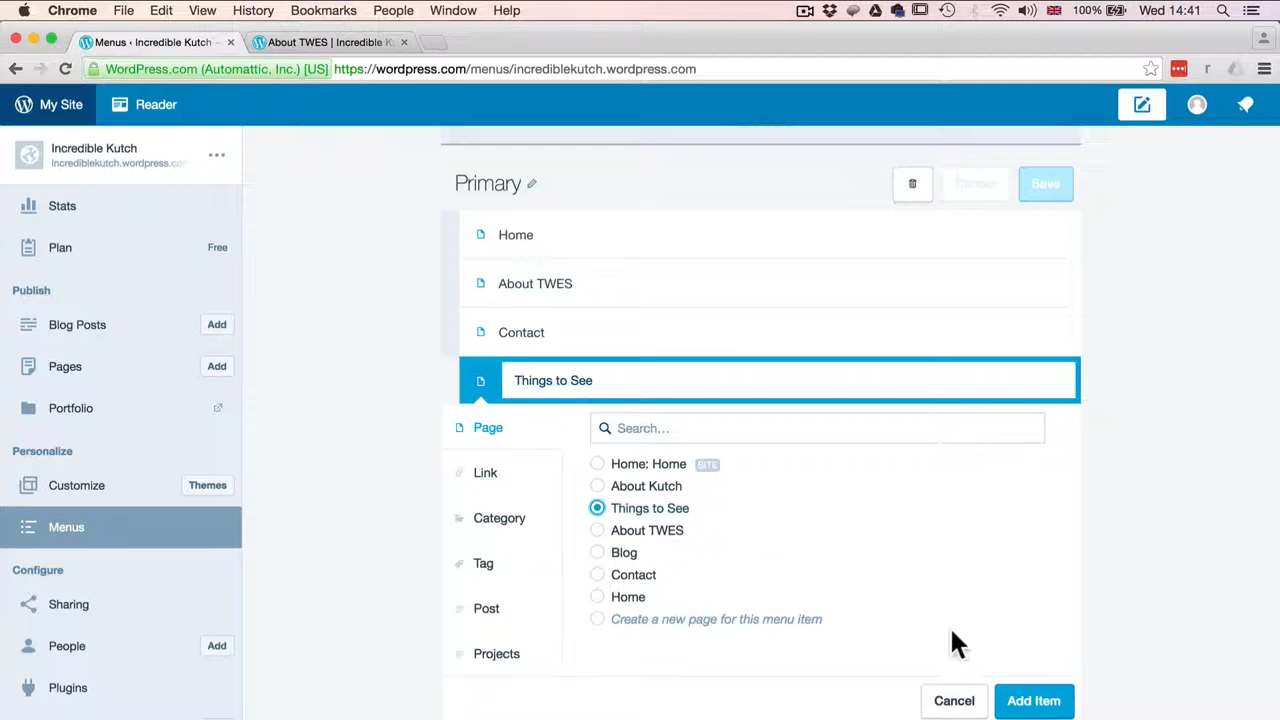 Chrome File Edit View History Bookmarks People Window Help 100% Wed 14:41
Menus ‹ Incredible Kutch × About TWES | Incredible K ×
WordPress.com (Automattic, Inc.) [US] https://wordpress.com/menus/incrediblekutch.wordpress.com
My Site Reader
Incredible Kutch
incrediblekutch.wordpress.co
Stats
Plan Free
Publish
Blog Posts Add
Pages Add
Portfolio
Personalize
Customize Themes
Menus
Configure
Sharing
People Add
Plugins
Primary Cancel Save
Home
About TWES
Contact
Things to See
Page
Link
Category
Tag
Post
Projects
Search...
Home: Home SITE
About Kutch
Things to See
About TWES
Blog
Contact
Home
Create a new page for this menu item
Cancel Add Item